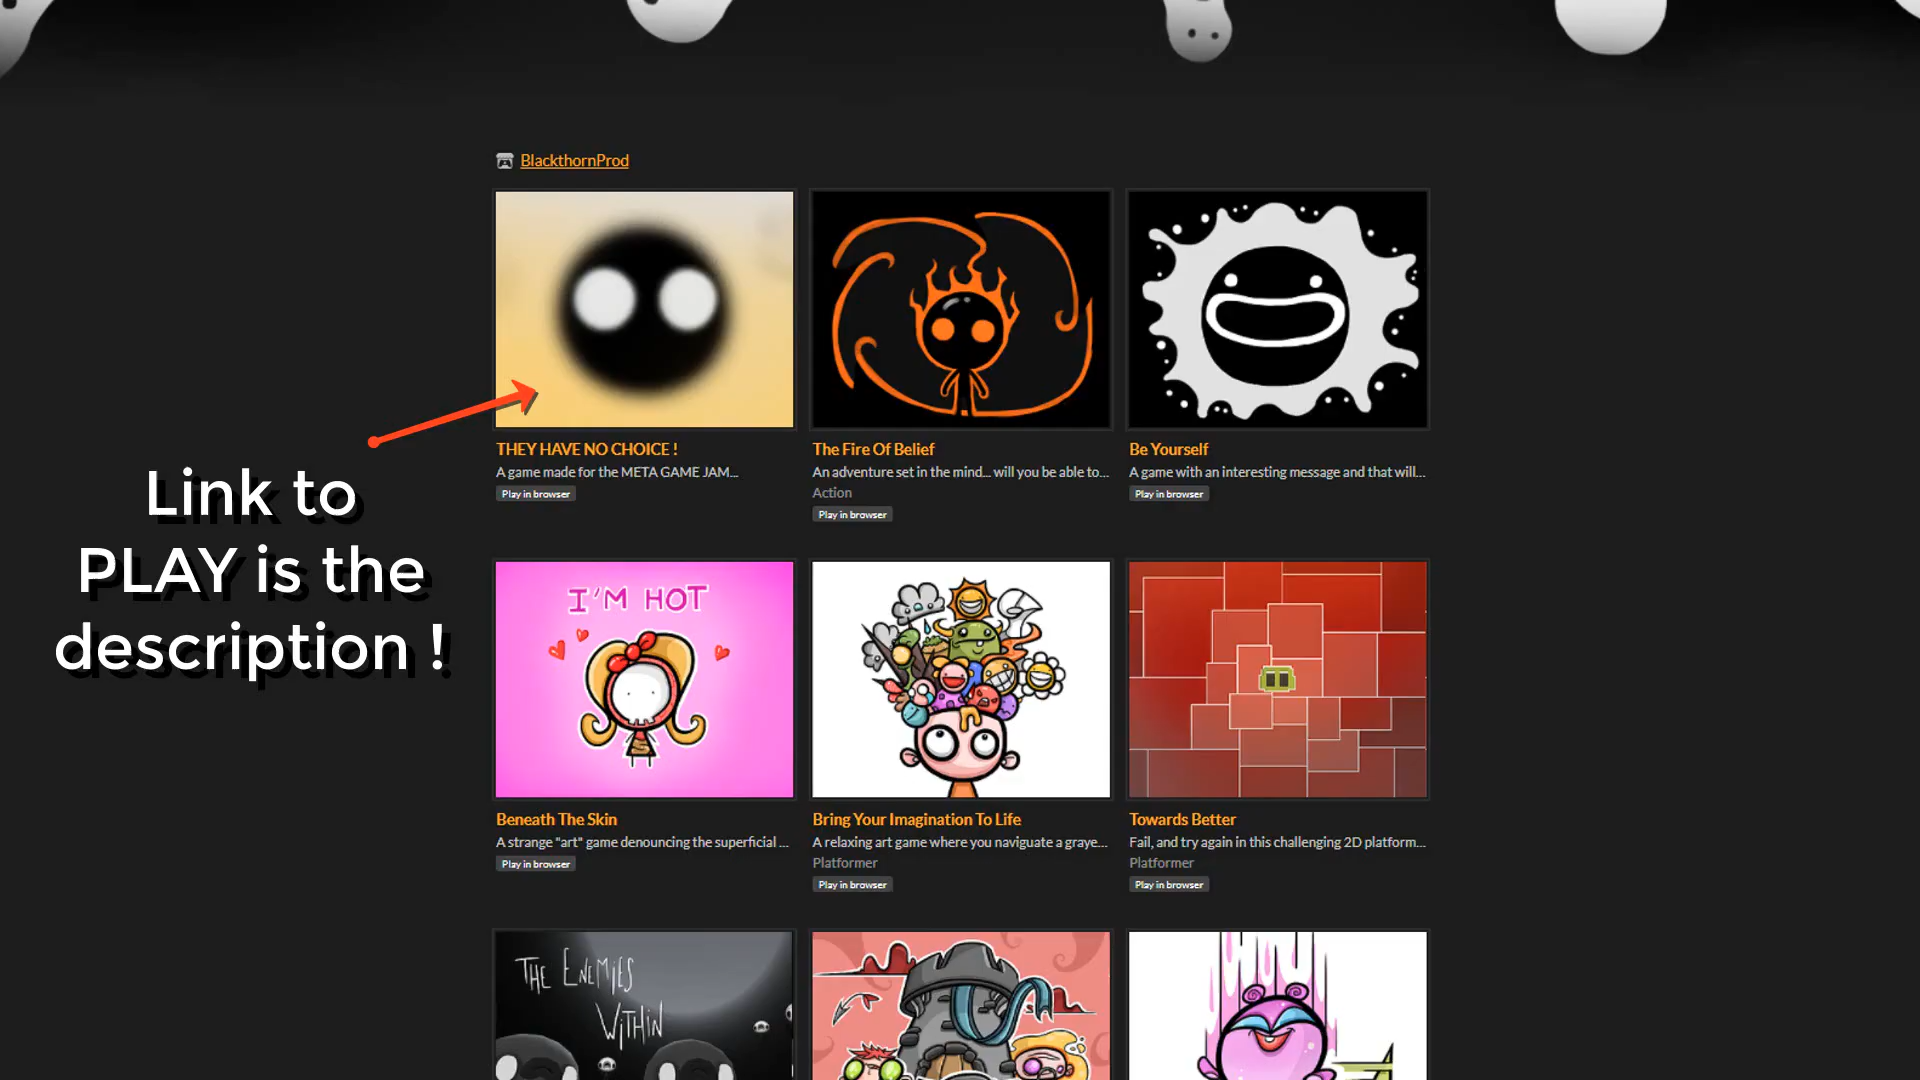 BlackthornProd
THEY HAVE NO CHOICE !
A game made for the META GAME JAM...
Play in browser
The Fire Of Belief
An adventure set in the mind... will you be able to...
Action
Play in browser
Be Yourself
A game with an interesting message and that will...
Play in browser
Link to
PLAY is the
description !
I'M HOT
Beneath The Skin
A strange "art" game denouncing the superficial ...
Play in browser
Bring Your Imagination To Life
A relaxing art game where you naviguate a graye...
Platformer
Play in browser
Towards Better
Fail, and try again in this challenging 2D platform...
Platformer
Play in browser
THE ENEMIES
WITHIN